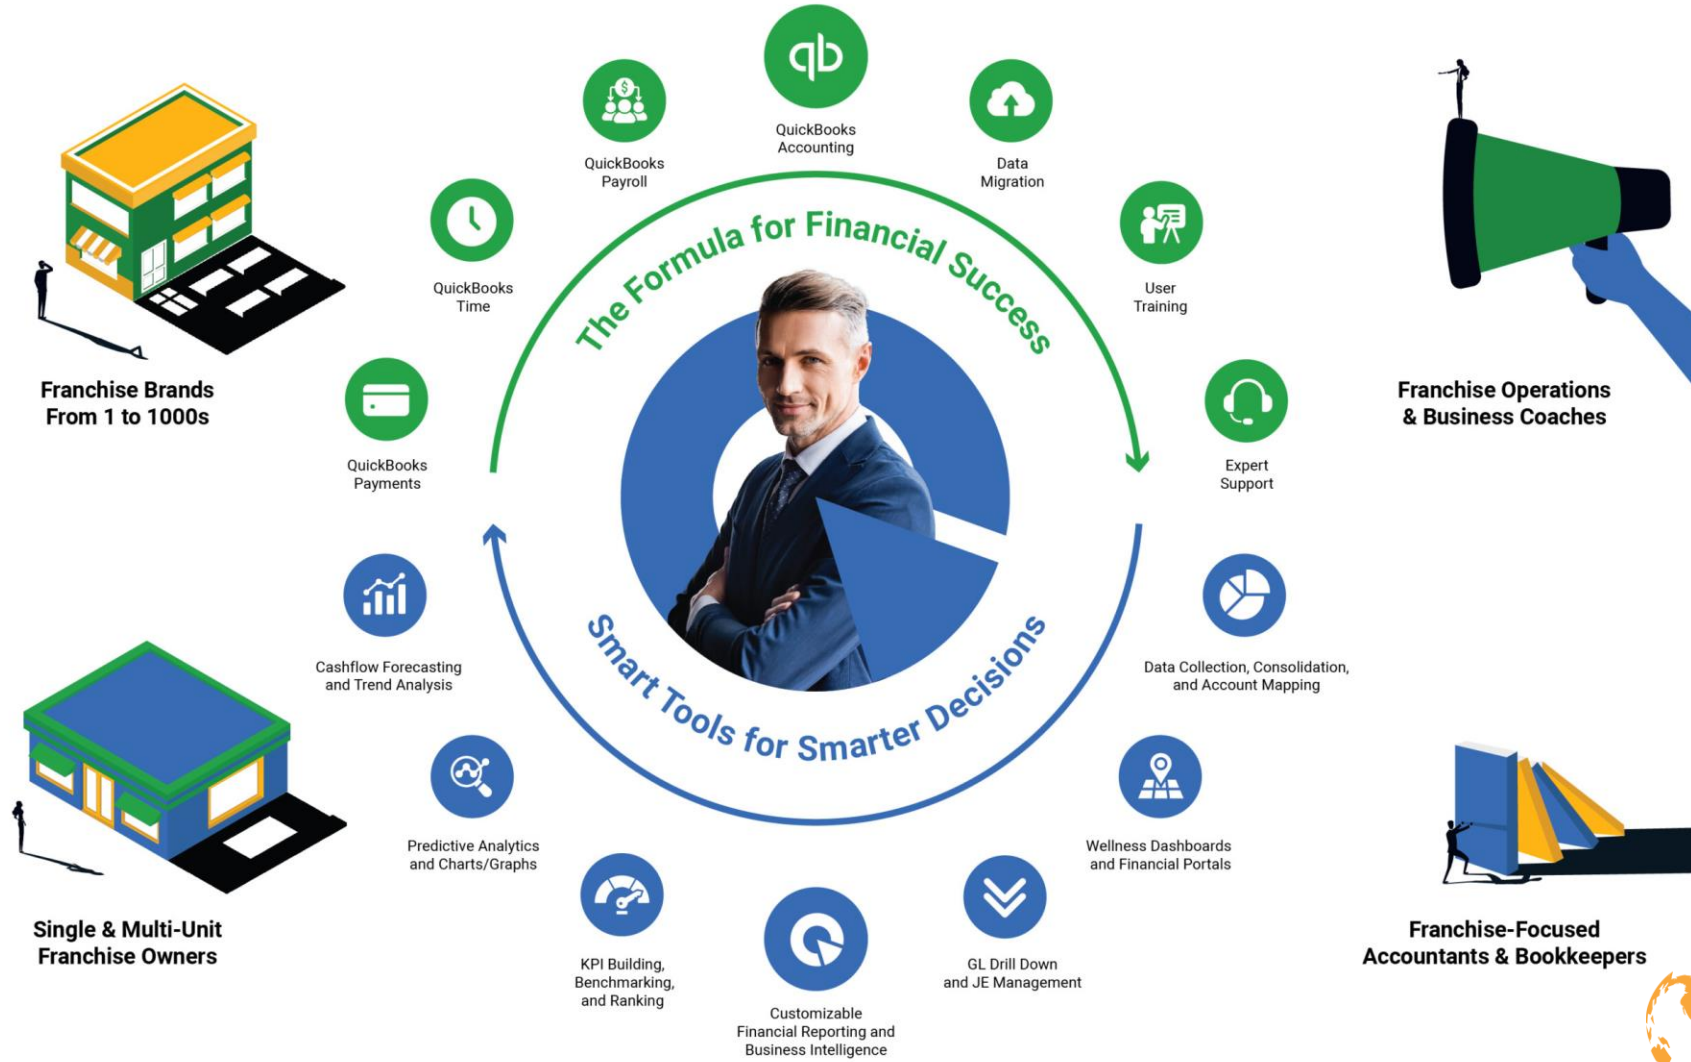 qb
QuickBooks
Accounting
QuickBooks
Payroll
Data
Migration
QuickBooks
Time
User
Training
QuickBooks
Payments
Expert
Support
The Formula for Financial Success
Franchise Brands
From 1 to 1000s
Franchise Operations
& Business Coaches
Smart Tools for Smarter Decisions
Cashflow Forecasting
and Trend Analysis
Data Collection, Consolidation,
and Account Mapping
Predictive Analytics
and Charts/Graphs
Wellness Dashboards
and Financial Portals
KPI Building,
Benchmarking,
and Ranking
GL Drill Down
and JE Management
Customizable
Financial Reporting and
Business Intelligence
Single & Multi-Unit
Franchise Owners
Franchise-Focused
Accountants & Bookkeepers